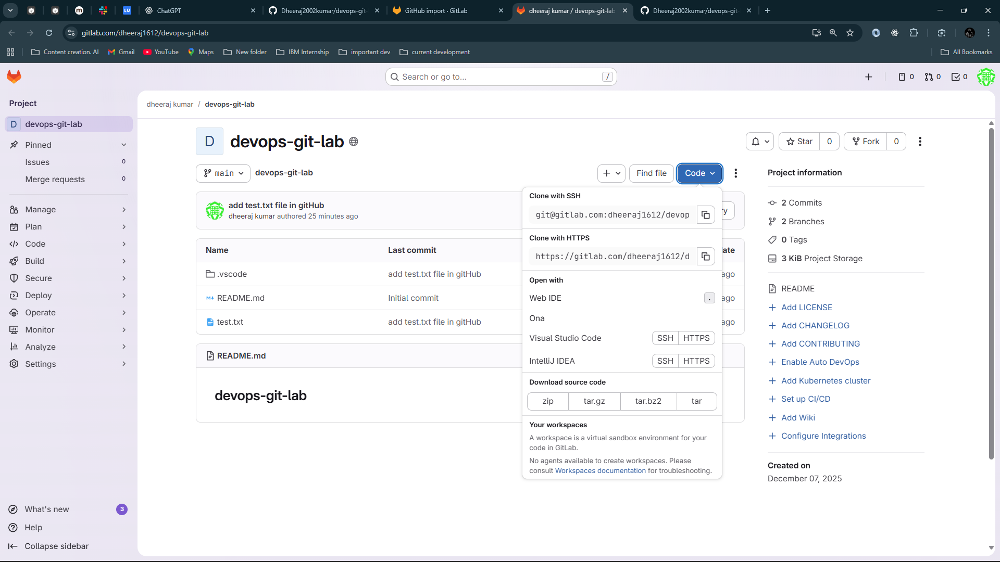 ChatGPT
Dheeraj2002kumar/devops-git-
GitHub import · GitLab
dheeraj kumar / devops-git-lab
Dheeraj2002kumar/devops-git-
gitlab.com/dheeraj1612/devops-git-lab
Content creation. AI
Gmail
YouTube
Maps
New folder
IBM Internship
important dev
current development
All Bookmarks
Search or go to...
/
0
0
0
Project
D devops-git-lab
Pinned
Issues 0
Merge requests 0
Manage
Plan
Code
Build
Secure
Deploy
Operate
Monitor
Analyze
Settings
What's new 3
Help
Collapse sidebar
dheeraj kumar / devops-git-lab
D
devops-git-lab
Star 0
Fork 0
main
devops-git-lab
Find file
Code
add test.txt file in gitHub
dheeraj kumar authored 25 minutes ago
ry
Name Last commit ate
.vscode add test.txt file in gitHub ago
README.md Initial commit ago
test.txt add test.txt file in gitHub ago
README.md
devops-git-lab
Clone with SSH
git@gitlab.com:dheeraj1612/devop
Clone with HTTPS
https://gitlab.com/dheeraj1612/d
Open with
Web IDE .
Ona
Visual Studio Code SSH HTTPS
IntelliJ IDEA SSH HTTPS
Download source code
zip tar.gz tar.bz2 tar
Your workspaces
A workspace is a virtual sandbox environment for your
code in GitLab.
No agents available to create workspaces. Please
consult Workspaces documentation for troubleshooting.
Project information
2 Commits
2 Branches
0 Tags
3 KiB Project Storage
README
Add LICENSE
Add CHANGELOG
Add CONTRIBUTING
Enable Auto DevOps
Add Kubernetes cluster
Set up CI/CD
Add Wiki
Configure Integrations
Created on
December 07, 2025